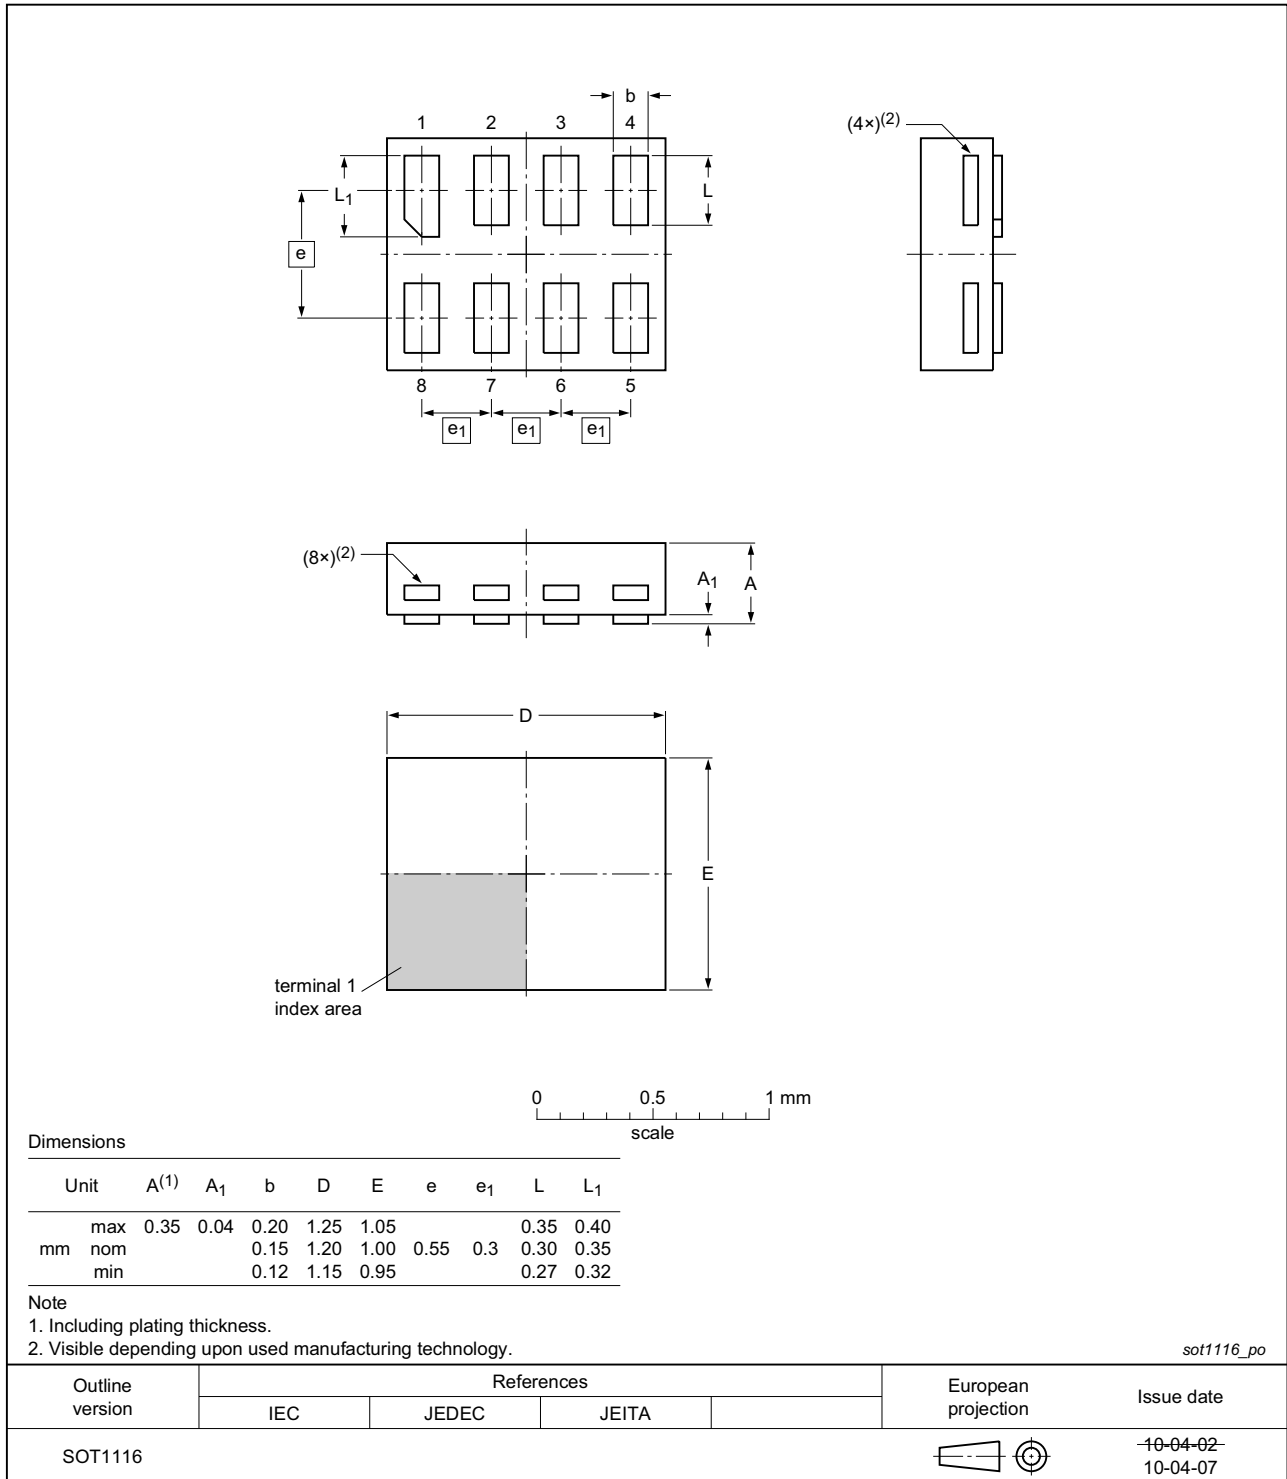 b
1 2 3 4
(4×)(2)
L1
L
e
8 7 6 5
e1 e1 e1
(8×)(2)
A1 A
D
E
terminal 1
index area
0 0.5 1 mm
scale
Dimensions
Unit A(1) A1 b D E e e1 L L1
max 0.35 0.04 0.20 1.25 1.05 0.35 0.40
mm nom 0.15 1.20 1.00 0.55 0.3 0.30 0.35
min 0.12 1.15 0.95 0.27 0.32
Note
1. Including plating thickness.
2. Visible depending upon used manufacturing technology.
sot1116_po
Outline
version
References
IEC JEDEC JEITA
European
projection
Issue date
SOT1116
10-04-02
10-04-07